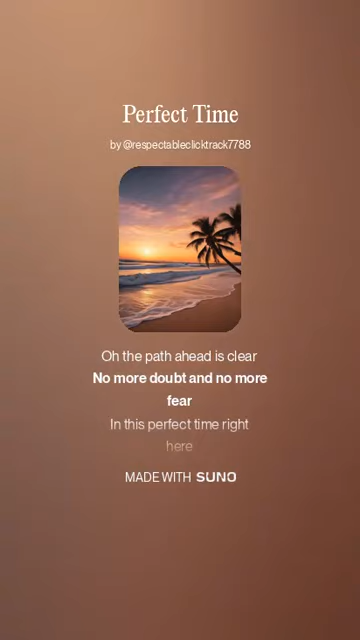 Perfect Time
by @respectableclicktrack7788
Oh the path ahead is clear
No more doubt and no more
fear
In this perfect time right
here
MADE WITH SUNO